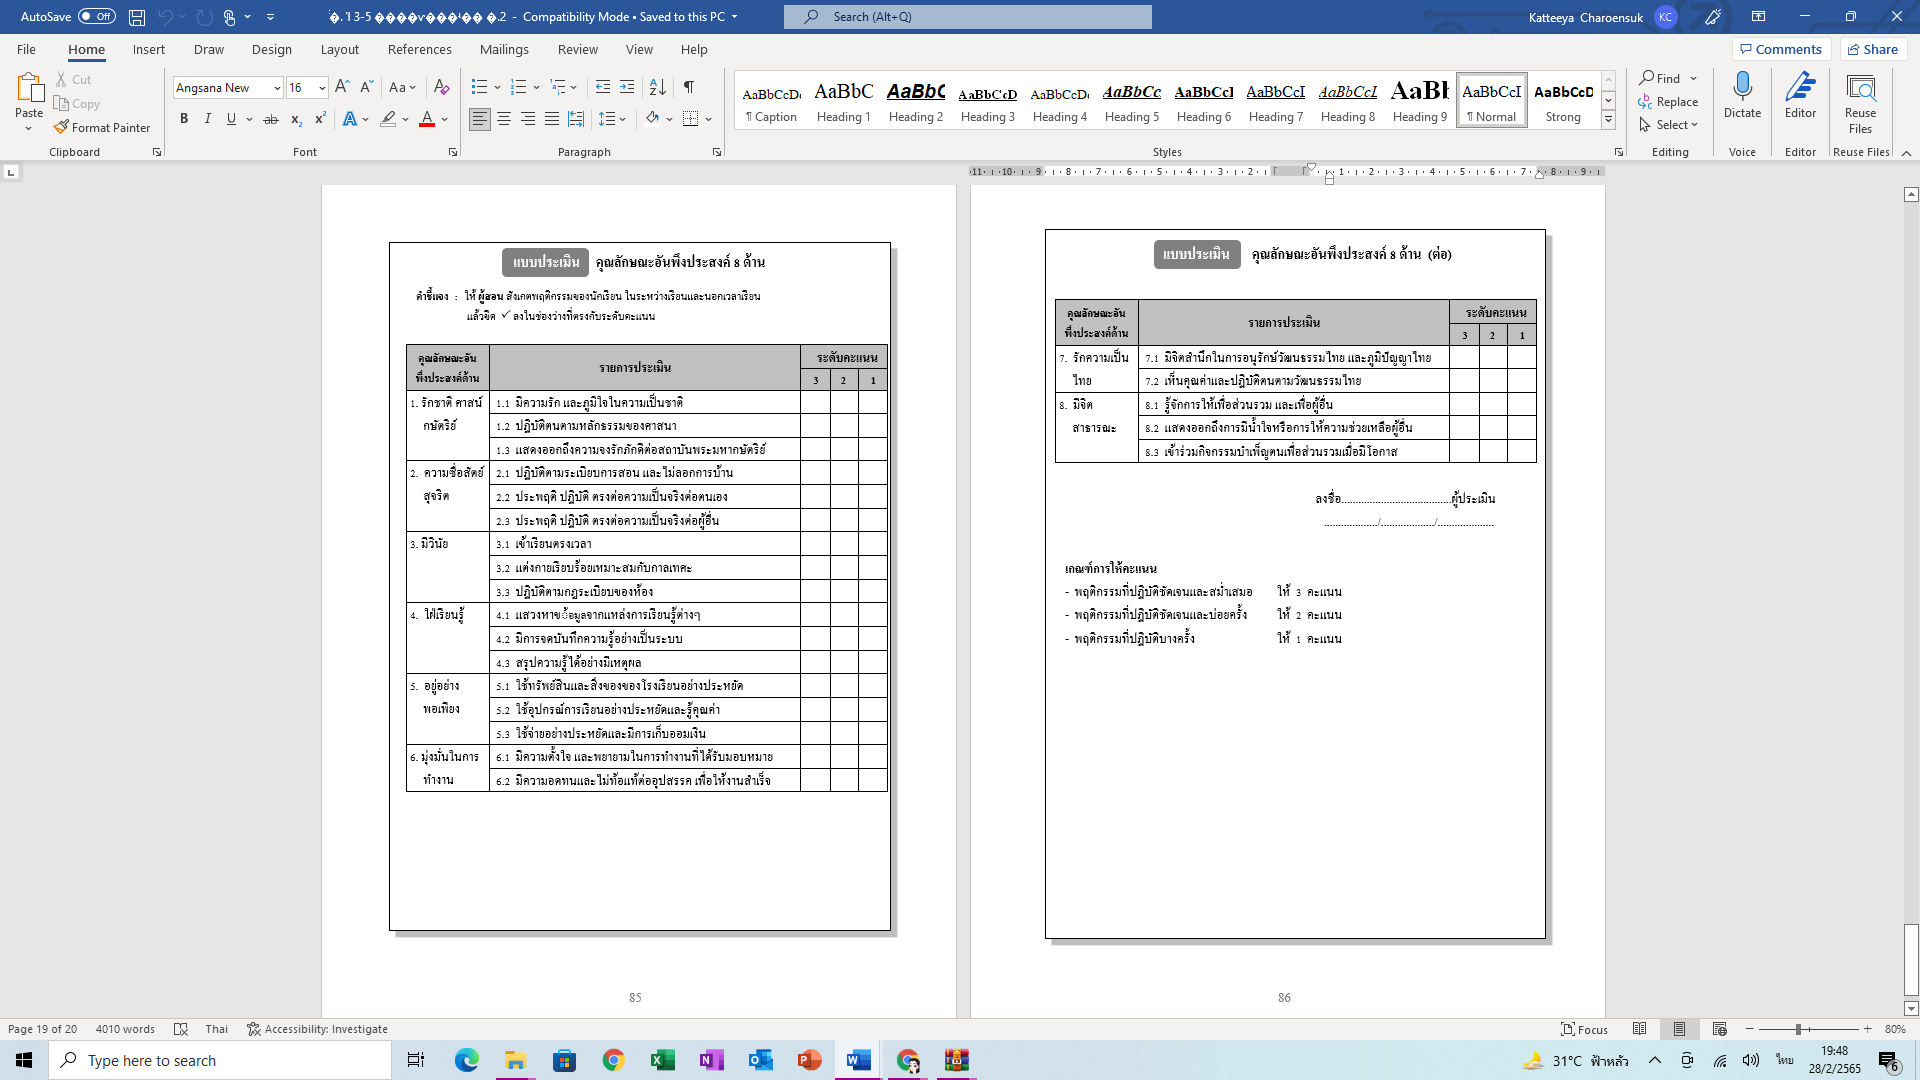 AutoSave Off
3-5
.2 - Compatibility Mode • Saved to this PC
Search (Alt+Q)
Katteeya Charoensuk KC
File Home Insert Draw Design Layout References Mailings Review View Help
Comments Share
Paste
Cut
Copy
Format Painter
Clipboard
Angsana New 16
Font
Paragraph
AaBbCcDc AaBbC AaBbC AaBbCcD AaBbCcDc AaBbCc AaBbCcI AaBbCcI AaBbCcI AaBb AaBbCcI AaBbCcD
¶ Caption Heading 1 Heading 2 Heading 3 Heading 4 Heading 5 Heading 6 Heading 7 Heading 8 Heading 9 ¶ Normal Strong
Styles
Find
Replace
Select
Editing
Dictate
Voice
Editor
Editor
Reuse Files
Reuse Files
แบบประเมิน คุณลักษณะอันพึงประสงค์ 8 ด้าน
คำชี้แจง : ให้ ผู้สอน สังเกตพฤติกรรมของนักเรียน ในระหว่างเรียนและนอกเวลาเรียน
แล้วขีด ✓ ลงในช่องว่างที่ตรงกับระดับคะแนน
คุณลักษณะอันพึงประสงค์ด้าน รายการประเมิน ระดับคะแนน
3 2 1
1. รักชาติ ศาสน์ กษัตริย์
1.1 มีความรัก และภูมิใจในความเป็นชาติ
1.2 ปฏิบัติตนตามหลักธรรมของศาสนา
1.3 แสดงออกถึงความจงรักภักดีต่อสถาบันพระมหากษัตริย์
2. ความซื่อสัตย์ สุจริต
2.1 ปฏิบัติตามระเบียบการสอน และไม่ลอกการบ้าน
2.2 ประพฤติ ปฏิบัติ ตรงต่อความเป็นจริงต่อตนเอง
2.3 ประพฤติ ปฏิบัติ ตรงต่อความเป็นจริงต่อผู้อื่น
3. มีวินัย
3.1 เข้าเรียนตรงเวลา
3.2 แต่งกายเรียบร้อยเหมาะสมกับกาลเทศะ
3.3 ปฏิบัติตามกฎระเบียบของห้อง
4. ใฝ่เรียนรู้
4.1 แสวงหาข้อมูลจากแหล่งการเรียนรู้ต่างๆ
4.2 มีการจดบันทึกความรู้อย่างเป็นระบบ
4.3 สรุปความรู้ได้อย่างมีเหตุผล
5. อยู่อย่าง พอเพียง
5.1 ใช้ทรัพย์สินและสิ่งของของโรงเรียนอย่างประหยัด
5.2 ใช้อุปกรณ์การเรียนอย่างประหยัดและรู้คุณค่า
5.3 ใช้จ่ายอย่างประหยัดและมีการเก็บออมเงิน
6. มุ่งมั่นในการ ทำงาน
6.1 มีความตั้งใจ และพยายามในการทำงานที่ได้รับมอบหมาย
6.2 มีความอดทนและไม่ท้อแท้ต่ออุปสรรค เพื่อให้งานสำเร็จ
85
แบบประเมิน คุณลักษณะอันพึงประสงค์ 8 ด้าน (ต่อ)
คุณลักษณะอันพึงประสงค์ด้าน รายการประเมิน ระดับคะแนน
3 2 1
7. รักความเป็น ไทย
7.1 มีจิตสำนึกในการอนุรักษ์วัฒนธรรมไทย และภูมิปัญญาไทย
7.2 เห็นคุณค่าและปฏิบัติตนตามวัฒนธรรมไทย
8. มีจิต สาธารณะ
8.1 รู้จักการให้เพื่อส่วนรวม และเพื่อผู้อื่น
8.2 แสดงออกถึงการมีน้ำใจหรือการให้ความช่วยเหลือผู้อื่น
8.3 เข้าร่วมกิจกรรมบำเพ็ญตนเพื่อส่วนรวมเมื่อมีโอกาส
ลงชื่อ.......................................ผู้ประเมิน
.................../.................../...................
เกณฑ์การให้คะแนน
- พฤติกรรมที่ปฏิบัติชัดเจนและสม่ำเสมอ ให้ 3 คะแนน
- พฤติกรรมที่ปฏิบัติชัดเจนและบ่อยครั้ง ให้ 2 คะแนน
- พฤติกรรมที่ปฏิบัติบางครั้ง ให้ 1 คะแนน
86
Page 19 of 20 4010 words Thai Accessibility: Investigate
Focus 80%
Type here to search
31°C ฟ้าหลัว
ไทย
19:48
28/2/2565
6